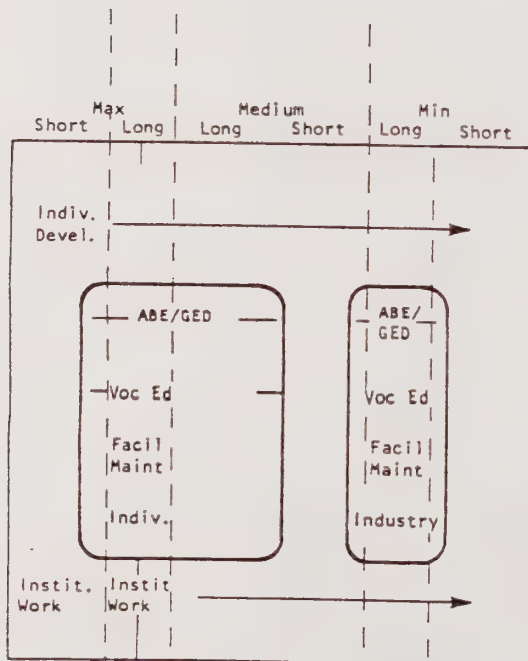 Max Medium Min
Short Long Long Short Long Short
Indiv.
Devel.
ABE/GED ABE/
GED
Voc Ed Voc Ed
Facil Facil
Maint Maint
Indiv. Industry
Instit. Instit
Work Work